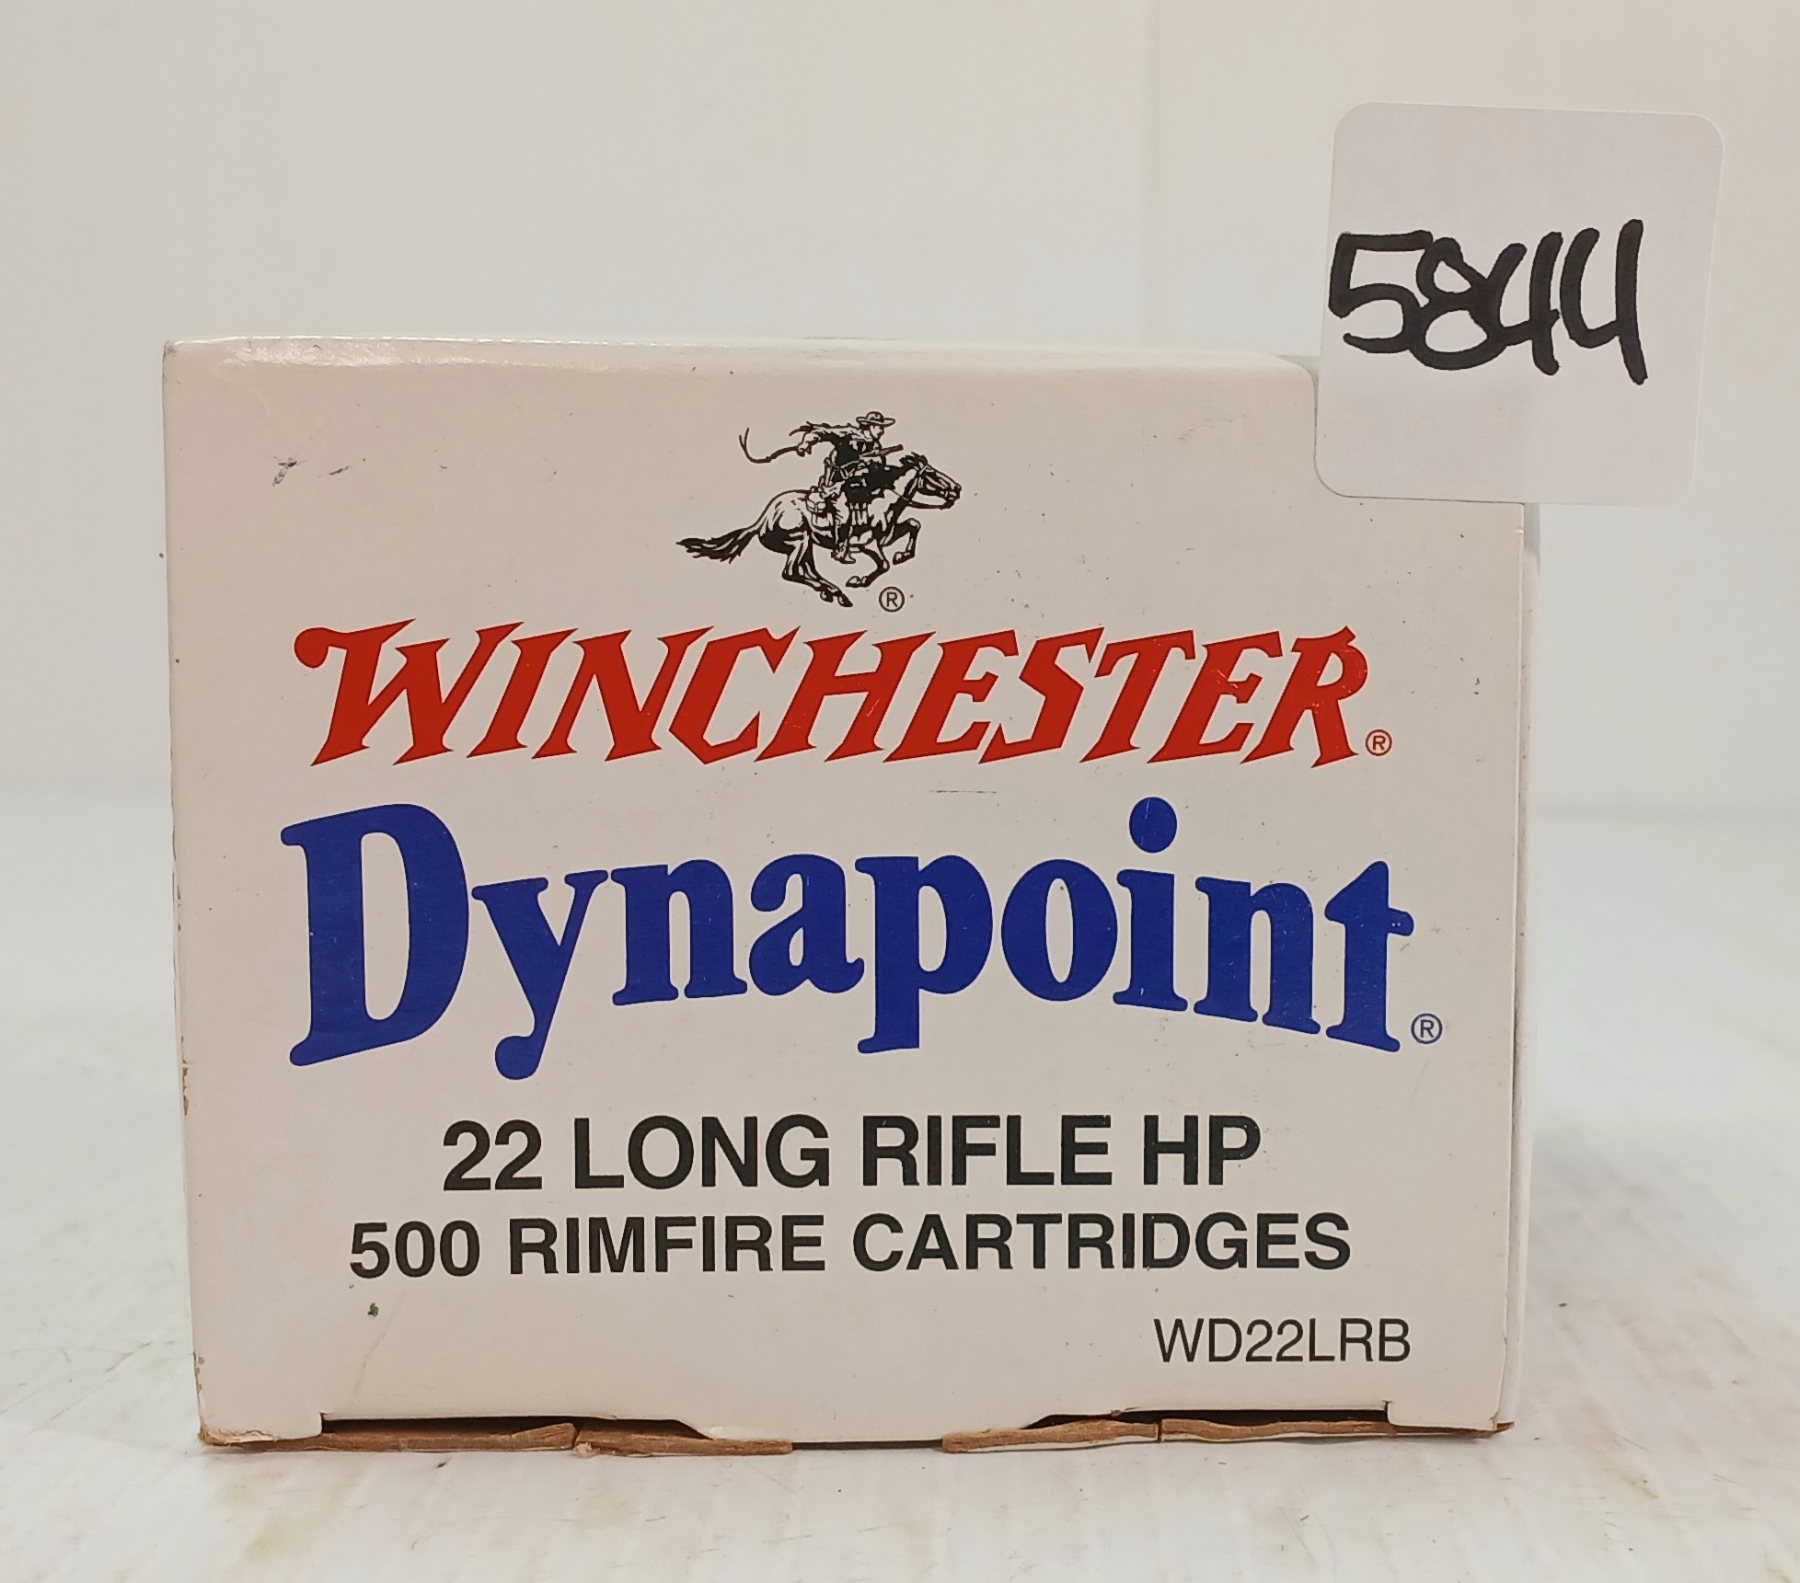 5844
®
WINCHESTER®
Dynapoint®
22 LONG RIFLE HP
500 RIMFIRE CARTRIDGES
WD22LRB